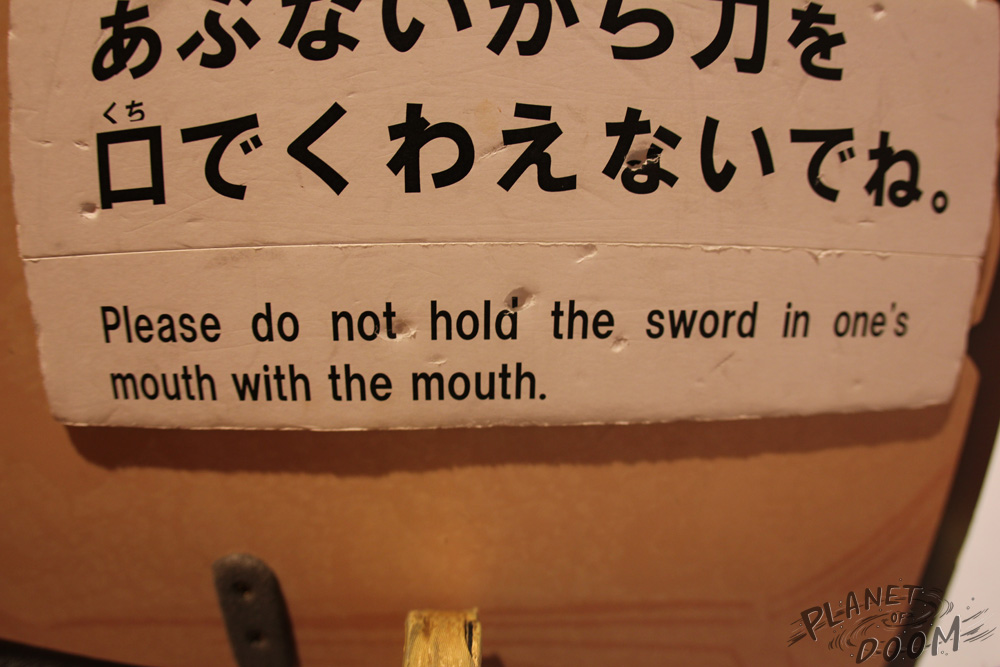 あぶないから刀を
くち
口でくわえないでね。
Please do not hold the sword in one's
mouth with the mouth.
PLANET
OF
DOOM